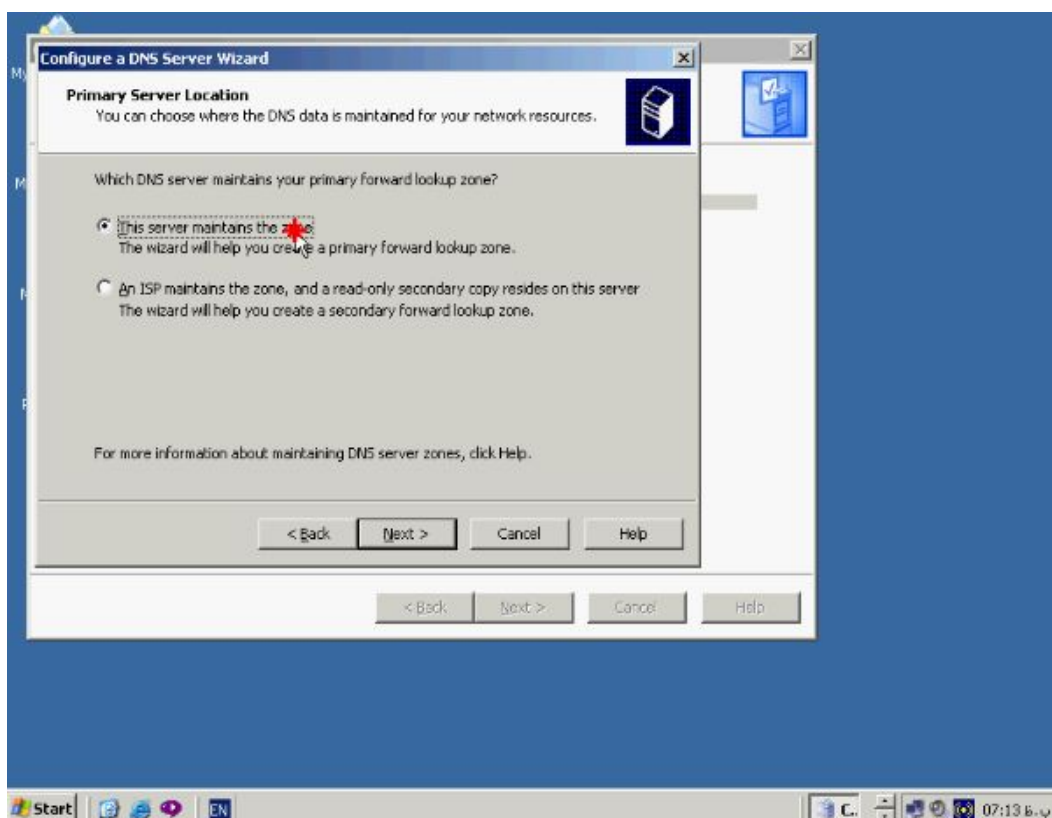 Configure a DNS Server Wizard
Primary Server Location
You can choose where the DNS data is maintained for your network resources.
Which DNS server maintains your primary forward lookup zone?
This server maintains the zone
The wizard will help you create a primary forward lookup zone.
An ISP maintains the zone, and a read-only secondary copy resides on this server
The wizard will help you create a secondary forward lookup zone.
For more information about maintaining DNS server zones, click Help.
< Back Next > Cancel Help
< Back Next > Cancel Help
Start EN C.. 07:13 ب.ظ